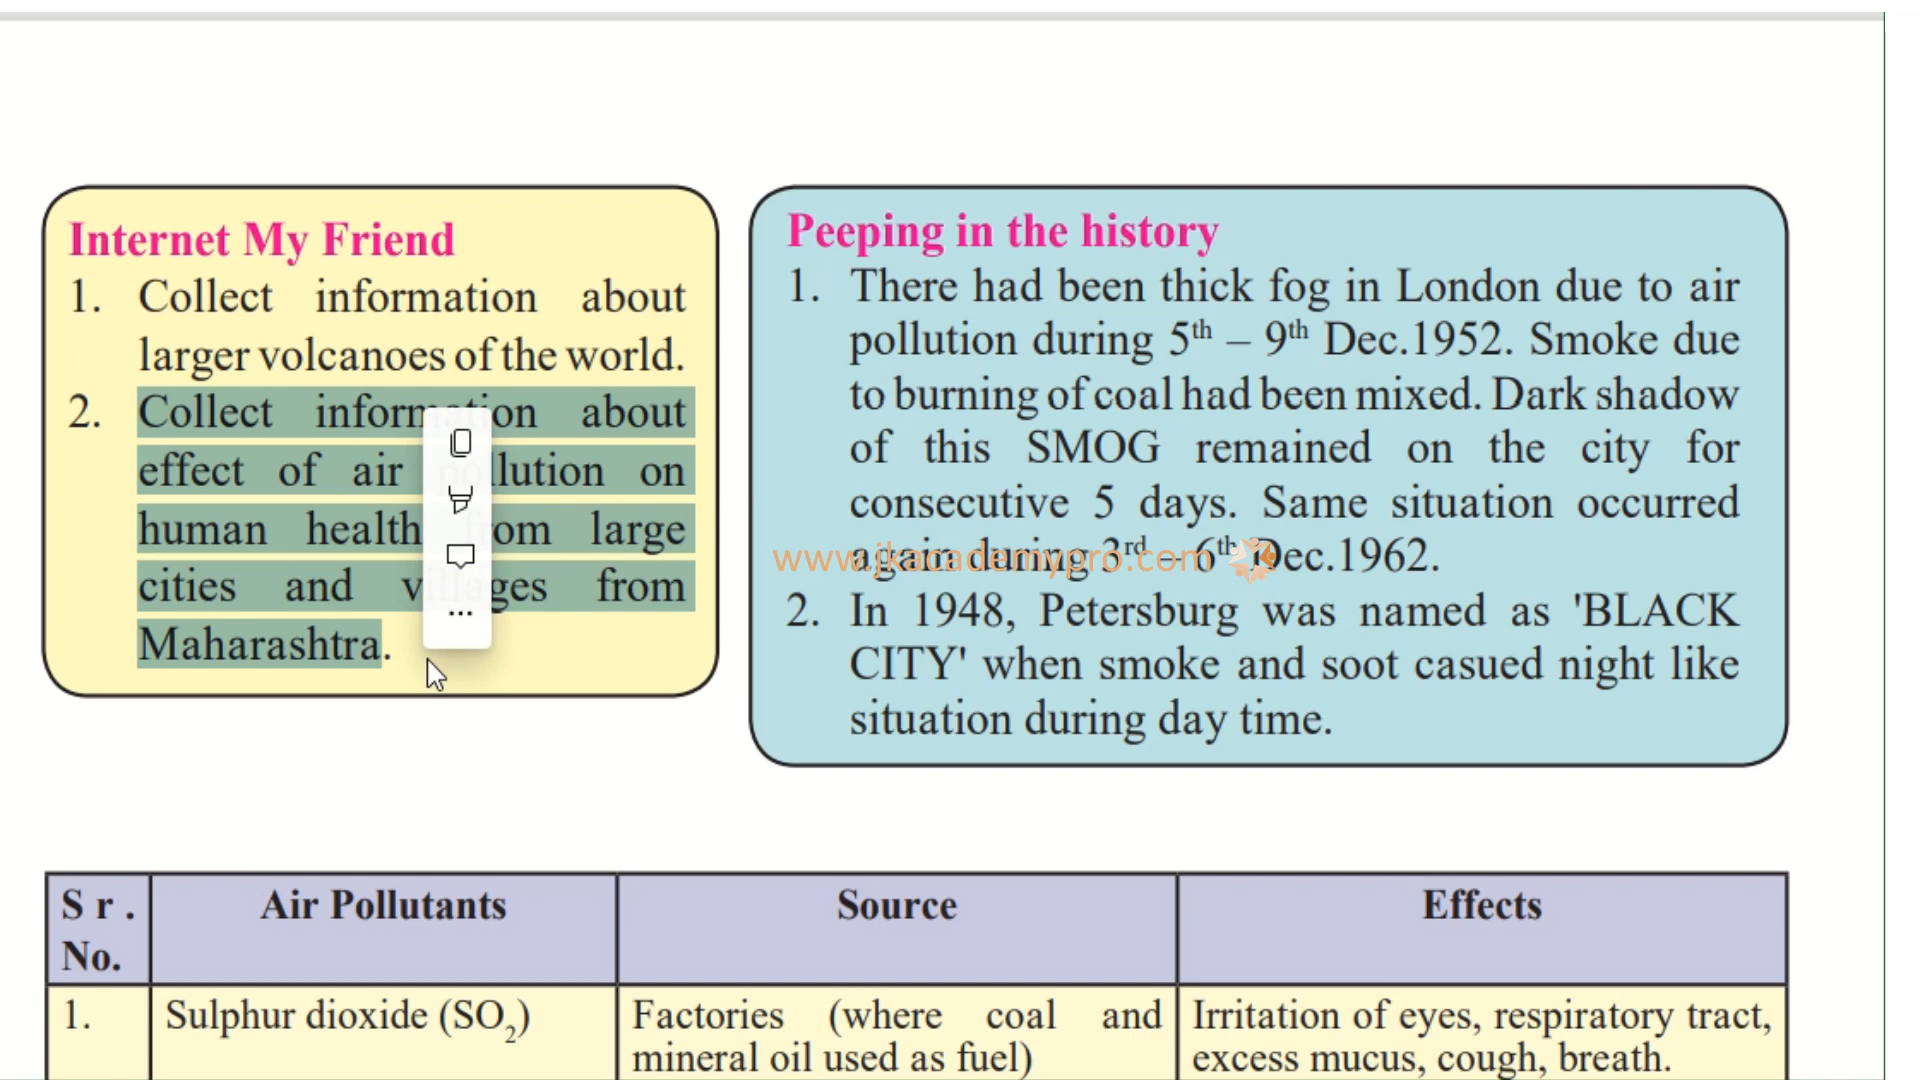 Internet My Friend
1. Collect information about
larger volcanoes of the world.
2. Collect information about
effect of air pollution on
human health from large
cities and villages from
Maharashtra.
Peeping in the history
1. There had been thick fog in London due to air
pollution during 5th – 9th Dec.1952. Smoke due
to burning of coal had been mixed. Dark shadow
of this SMOG remained on the city for
consecutive 5 days. Same situation occurred
again during 3rd – 6th Dec.1962.
www.jkacademypro.com
2. In 1948, Petersburg was named as 'BLACK
CITY' when smoke and soot casued night like
situation during day time.
Sr. No. Air Pollutants Source Effects
1. Sulphur dioxide (SO2)
Factories (where coal and
mineral oil used as fuel)
Irritation of eyes, respiratory tract,
excess mucus, cough, breath.